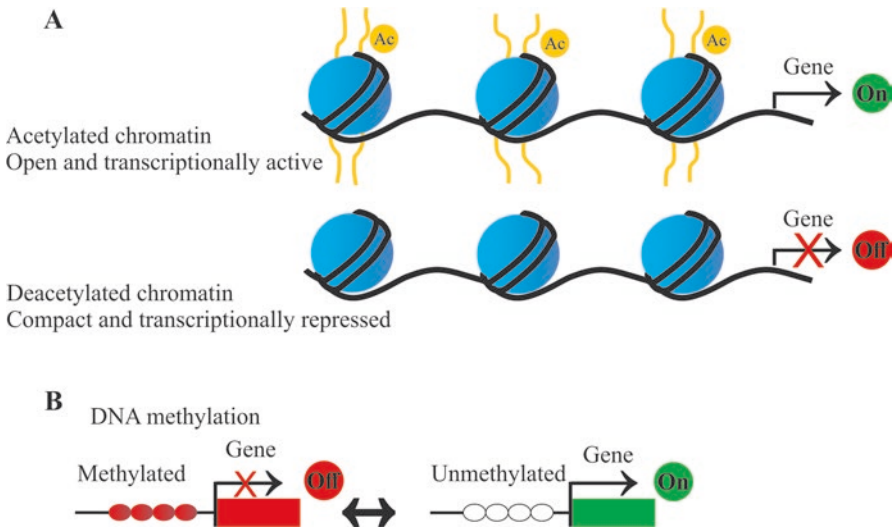 A
Ac
Ac
Ac
Gene
On
Acetylated chromatin
Open and transcriptionally active
Gene
Off
Deacetylated chromatin
Compact and transcriptionally repressed
B
DNA methylation
Methylated
Gene
Off
Unmethylated
Gene
On